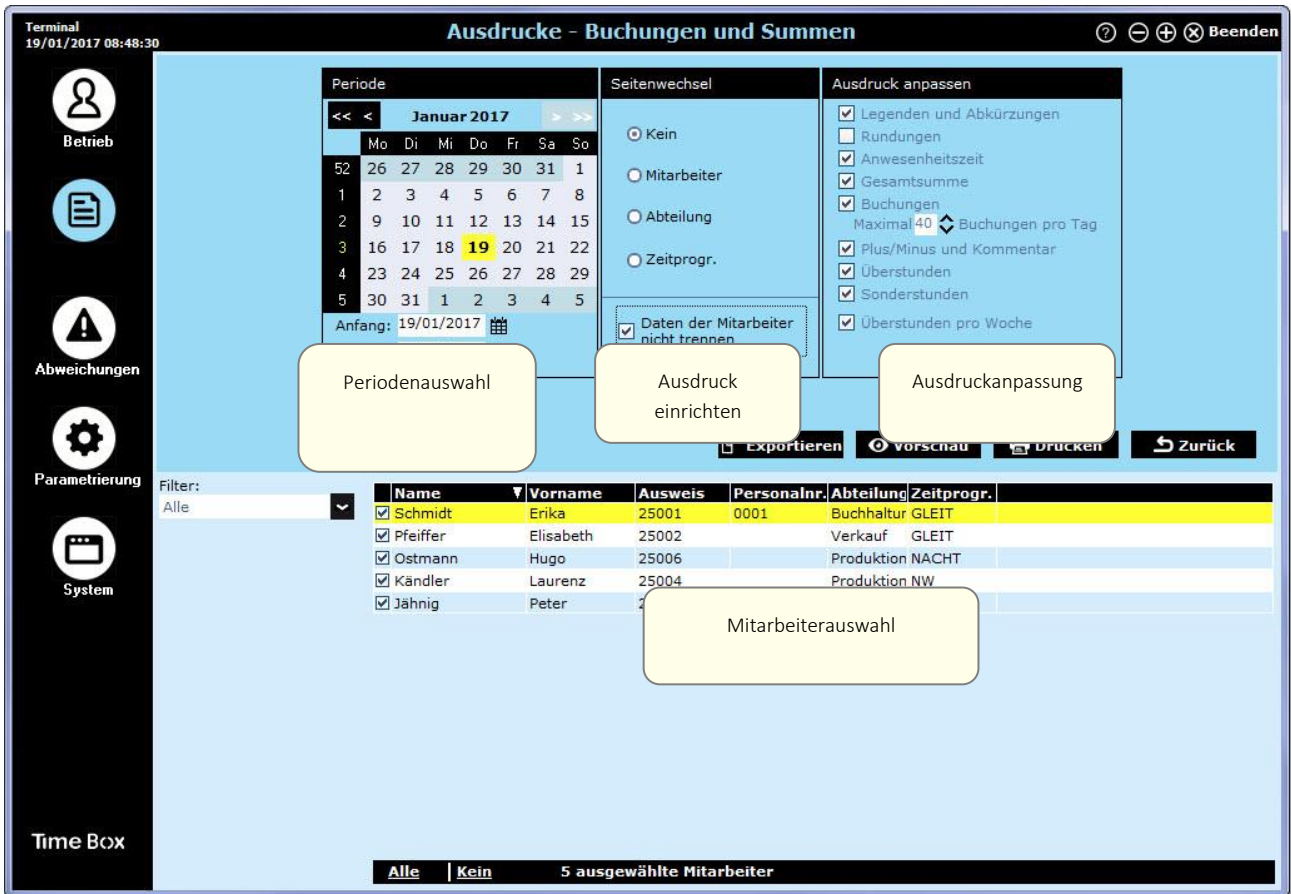 Terminal
19/01/2017 08:48:30
Ausdrucke - Buchungen und Summen
? Beenden
Betrieb
Abweichungen
Parametrierung
System
Time Box
Periode
<< < Januar 2017 > >>
Mo Di Mi Do Fr Sa So
52 26 27 28 29 30 31 1
1 2 3 4 5 6 7 8
2 9 10 11 12 13 14 15
3 16 17 18 19 20 21 22
4 23 24 25 26 27 28 29
5 30 31 1 2 3 4 5
Anfang: 19/01/2017
Periodenauswahl
Seitenwechsel
Kein
Mitarbeiter
Abteilung
Zeitprogr.
Daten der Mitarbeiter
nicht trennen
Ausdruck
einrichten
Ausdruck anpassen
Legenden und Abkürzungen
Rundungen
Anwesenheitszeit
Gesamtsumme
Buchungen
Maximal 40 Buchungen pro Tag
Plus/Minus und Kommentar
Überstunden
Sonderstunden
Überstunden pro Woche
Ausdruckanpassung
Exportieren Vorschau Drucken Zurück
Filter:
Alle
Name Vorname Ausweis Personalnr. Abteilung Zeitprogr.
Schmidt Erika 25001 0001 Buchhaltur GLEIT
Pfeiffer Elisabeth 25002 Verkauf GLEIT
Ostmann Hugo 25006 Produktion NACHT
Kändler Laurenz 25004 Produktion NW
Jähnig Peter
Mitarbeiterauswahl
Alle Kein 5 ausgewählte Mitarbeiter